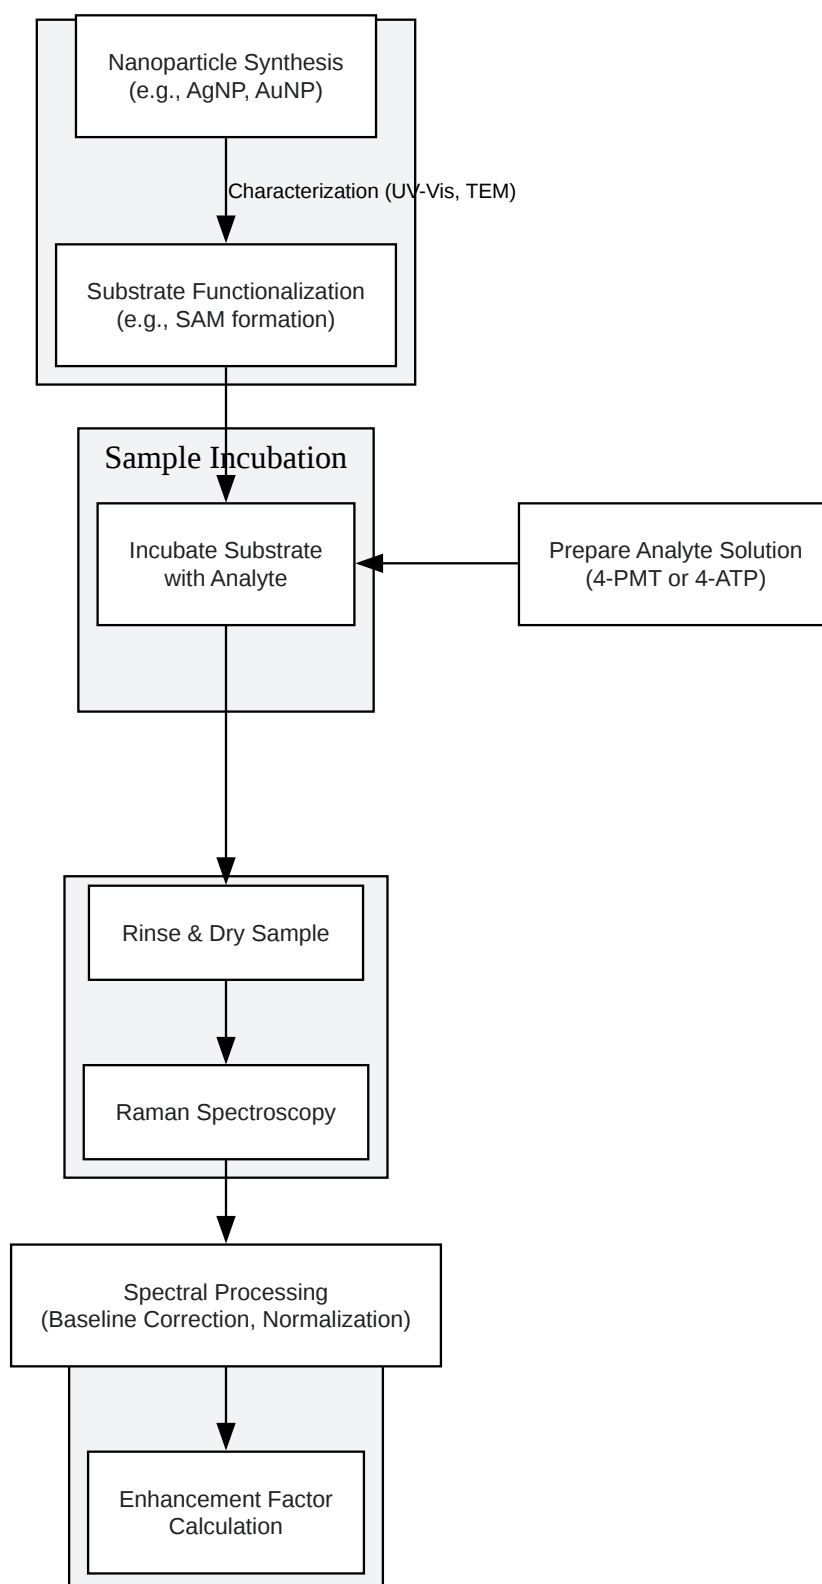 Nanoparticle Synthesis
(e.g., AgNP, AuNP)
Characterization (UV-Vis, TEM)
Substrate Functionalization
(e.g., SAM formation)
Sample Incubation
Incubate Substrate
with Analyte
Prepare Analyte Solution
(4-PMT or 4-ATP)
Rinse & Dry Sample
Raman Spectroscopy
Spectral Processing
(Baseline Correction, Normalization)
Enhancement Factor
Calculation